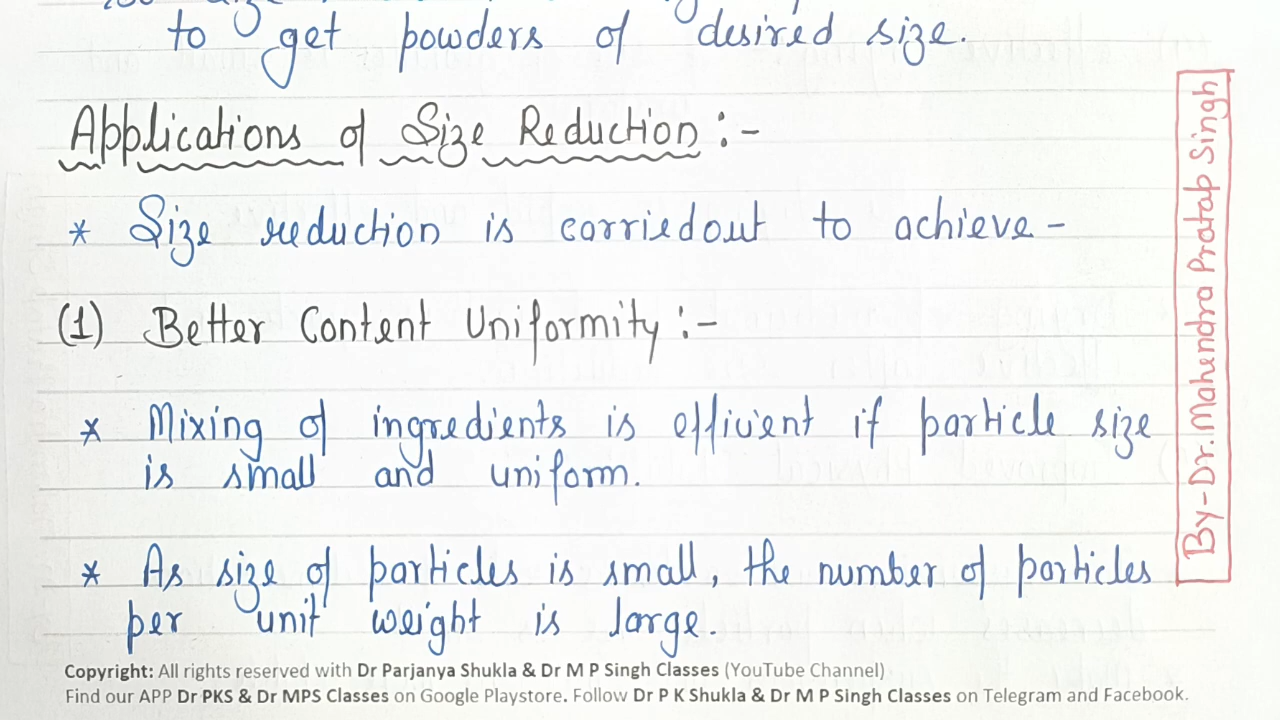 to get powders of desired size.
Applications of Size Reduction :-
* Size reduction is carriedout to achieve -
(1) Better Content Uniformity :-
* Mixing of ingredients is efficient if particle size
is small and uniform.
* As size of particles is small, the number of particles
per unit weight is large.
By-Dr. Mahendra Pratap Singh
Copyright: All rights reserved with Dr Parjanya Shukla & Dr M P Singh Classes (YouTube Channel)
Find our APP Dr PKS & Dr MPS Classes on Google Playstore. Follow Dr P K Shukla & Dr M P Singh Classes on Telegram and Facebook.